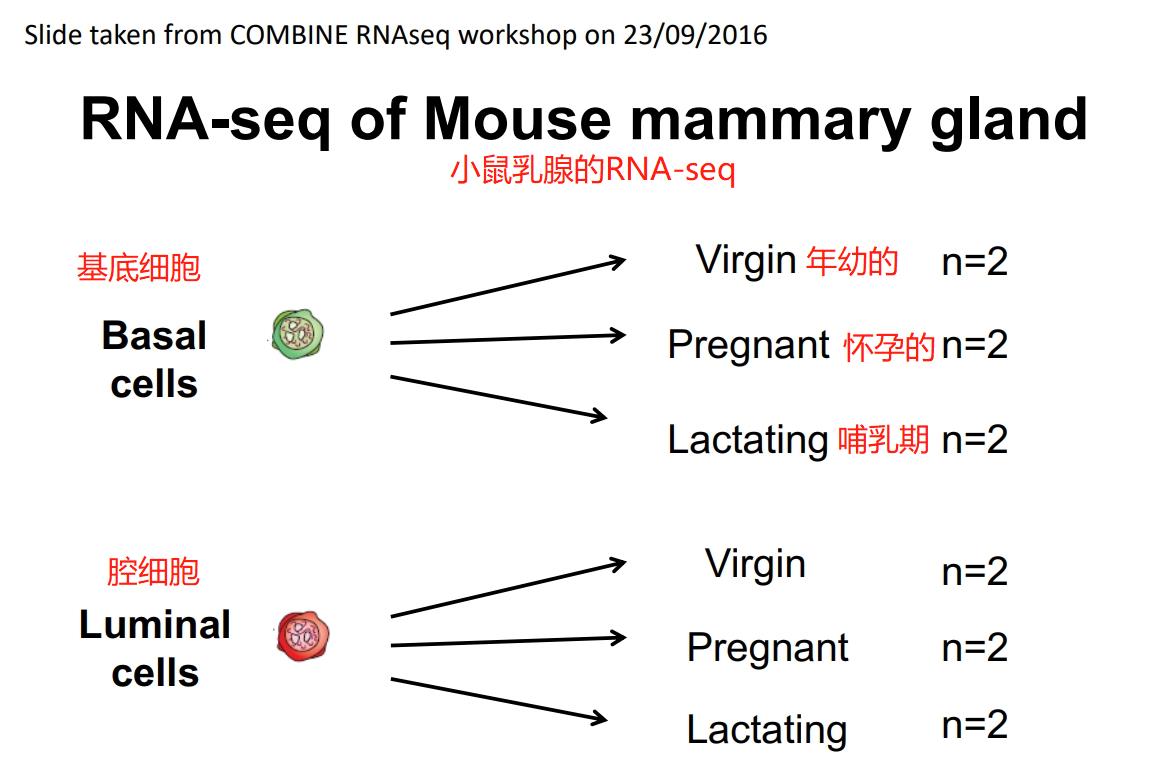 Slide taken from COMBINE RNAseq workshop on 23/09/2016
RNA-seq of Mouse mammary gland
小鼠乳腺的RNA-seq
基底细胞
Basal
cells
Virgin 年幼的 n=2
Pregnant 怀孕的 n=2
Lactating 哺乳期 n=2
腔细胞
Luminal
cells
Virgin n=2
Pregnant n=2
Lactating n=2